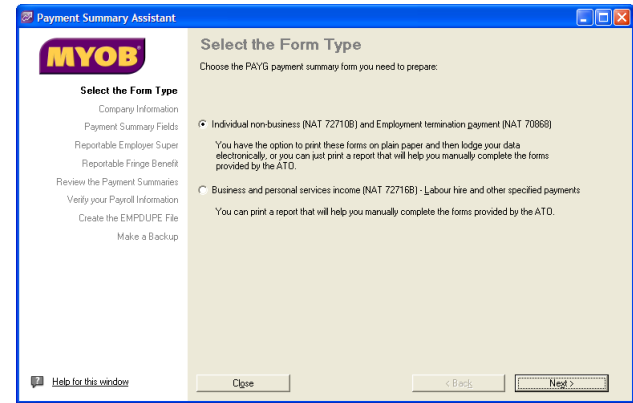 Payment Summary Assistant
MYOB
Select the Form Type
Company Information
Payment Summary Fields
Reportable Employer Super
Reportable Fringe Benefit
Review the Payment Summaries
Verify your Payroll Information
Create the EMPDUPE File
Make a Backup
Help for this window
Select the Form Type
Choose the PAYG payment summary form you need to prepare:
Individual non-business (NAT 72710B) and Employment termination payment (NAT 70868)
You have the option to print these forms on plain paper and then lodge your data
electronically, or you can just print a report that will help you manually complete the forms
provided by the ATO.
Business and personal services income (NAT 72716B) - Labour hire and other specified payments
You can print a report that will help you manually complete the forms provided by the ATO.
Close
< Back
Next >